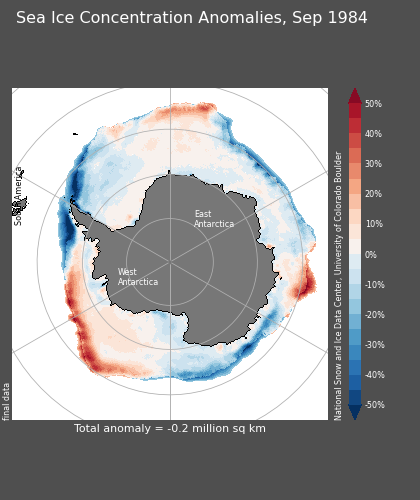 Sea Ice Concentration Anomalies, Sep 1984
South America
East
Antarctica
West
Antarctica
50%
40%
30%
20%
10%
0%
-10%
-20%
-30%
-40%
-50%
National Snow and Ice Data Center, University of Colorado Boulder
final data
Total anomaly = -0.2 million sq km